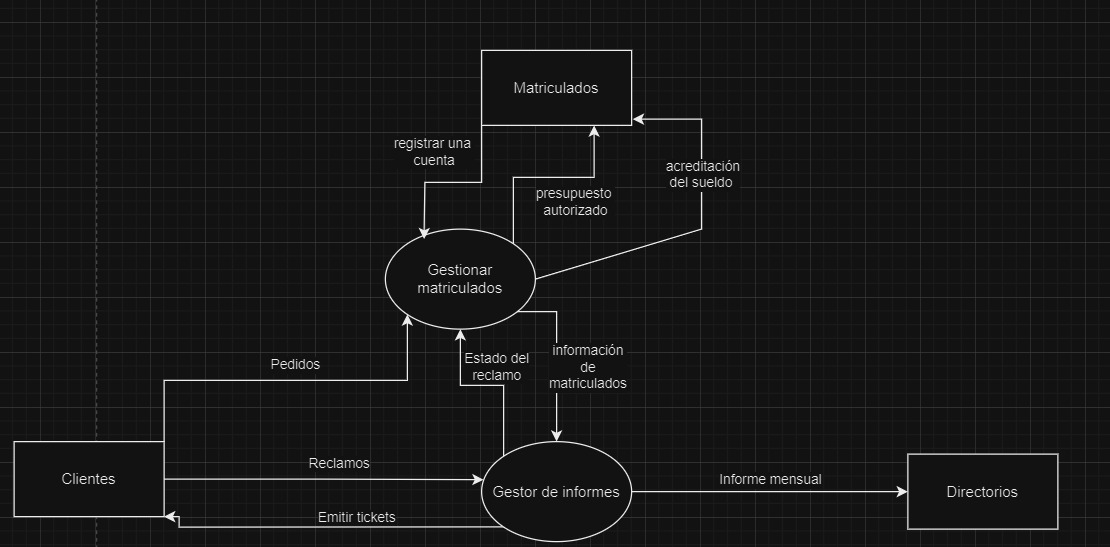 Matriculados
registrar una
cuenta
acreditación
del sueldo
presupuesto
autorizado
Gestionar
matriculados
información
de
matriculados
Estado del
reclamo
Pedidos
Reclamos
Clientes
Informe mensual
Gestor de informes
Directorios
Emitir tickets